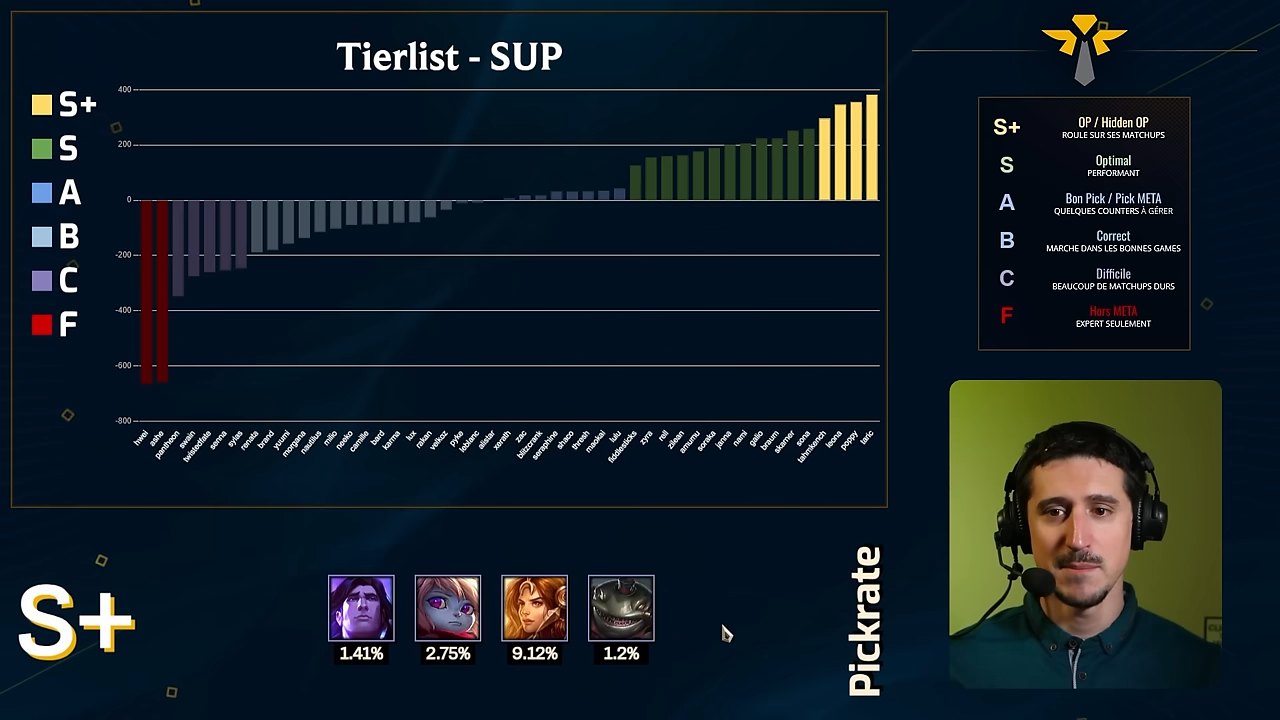 Tierlist - SUP
S+
S
A
B
C
F
400
200
0
-200
-400
-600
-800
hwei
ashe
pantheon
swain
twistedfate
senna
sylas
renata
brand
yuumi
morgana
nautilus
milio
neeko
camille
bard
karma
lux
rakan
velkoz
pyke
leblanc
alistar
xerath
zac
blitzcrank
seraphine
shaco
thresh
maokai
lulu
fiddlesticks
zyra
rell
zilean
amumu
soraka
janna
nami
galio
braum
skarner
sona
tahmkench
leona
poppy
taric
S+
OP / Hidden OP
ROULE SUR SES MATCHUPS
S
Optimal
PERFORMANT
A
Bon Pick / Pick META
QUELQUES COUNTERS À GÉRER
B
Correct
MARCHE DANS LES BONNES GAMES
C
Difficile
BEAUCOUP DE MATCHUPS DURS
F
Hors META
EXPERT SEULEMENT
S+
1.41%
2.75%
9.12%
1.2%
Pickrate